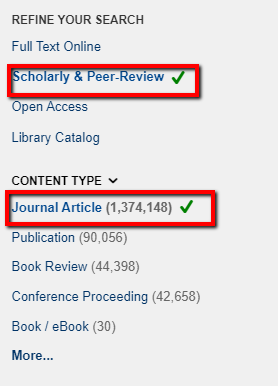 REFINE YOUR SEARCH
Full Text Online
Scholarly & Peer-Review
Open Access
Library Catalog
CONTENT TYPE
Journal Article (1,374,148)
Publication (90,056)
Book Review (44,398)
Conference Proceeding (42,658)
Book / eBook (30)
More...